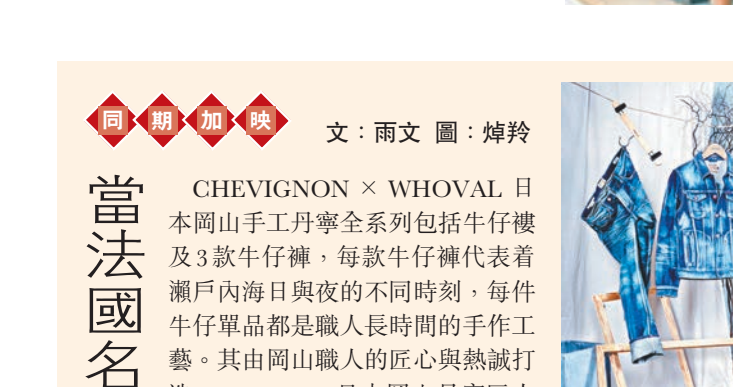 同期加映
文：雨文 圖：焯羚
當法國名
CHEVIGNON × WHOVAL 日
本岡山手工丹寧全系列包括牛仔褸
及3款牛仔褲，每款牛仔褲代表着
瀨戶內海日與夜的不同時刻，每件
牛仔單品都是職人長時間的手作工
藝。其由岡山職人的匠心與熱誠打